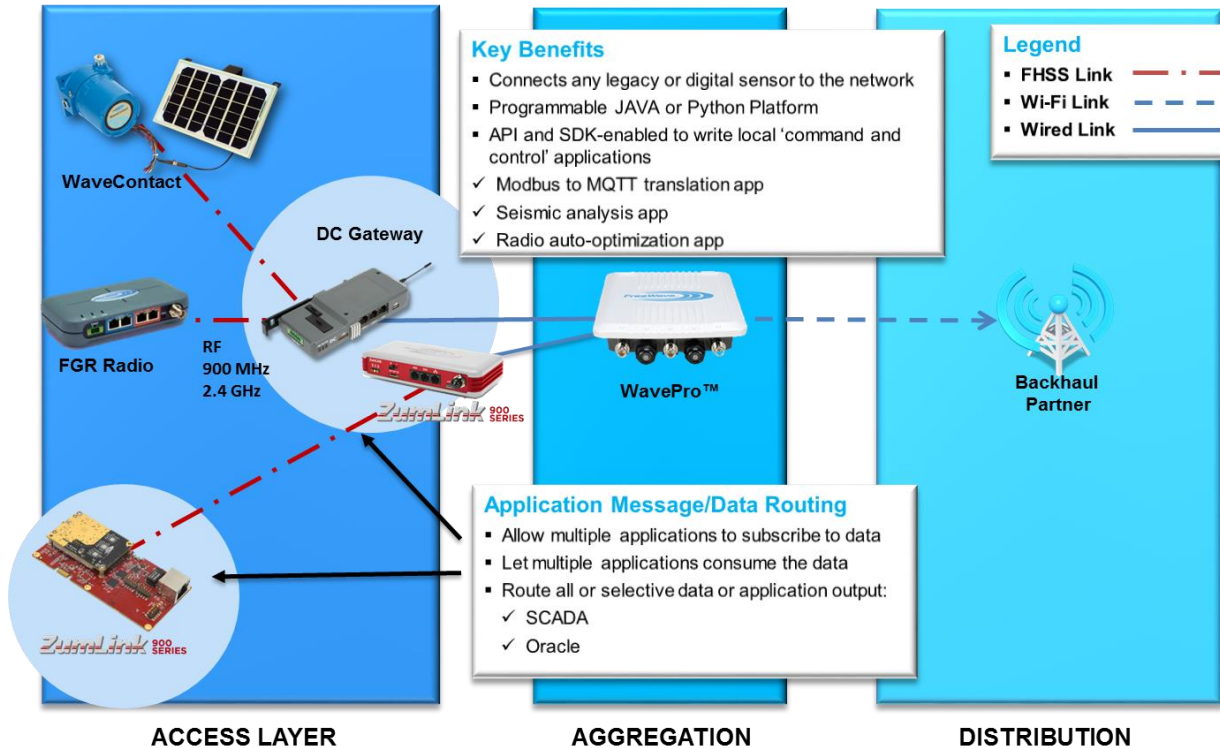 Key Benefits
▪ Connects any legacy or digital sensor to the network
▪ Programmable JAVA or Python Platform
▪ API and SDK-enabled to write local ‘command and
control’ applications
✓ Modbus to MQTT translation app
✓ Seismic analysis app
✓ Radio auto-optimization app
Legend
▪ FHSS Link
▪ Wi-Fi Link
▪ Wired Link
WaveContact
DC Gateway
FGR Radio
RF
900 MHz
2.4 GHz
ZumLink 900
SERIES
FreeWave
WavePro™
Backhaul
Partner
Application Message/Data Routing
▪ Allow multiple applications to subscribe to data
▪ Let multiple applications consume the data
▪ Route all or selective data or application output:
✓ SCADA
✓ Oracle
ZumLink 900
SERIES
ACCESS LAYER
AGGREGATION
DISTRIBUTION